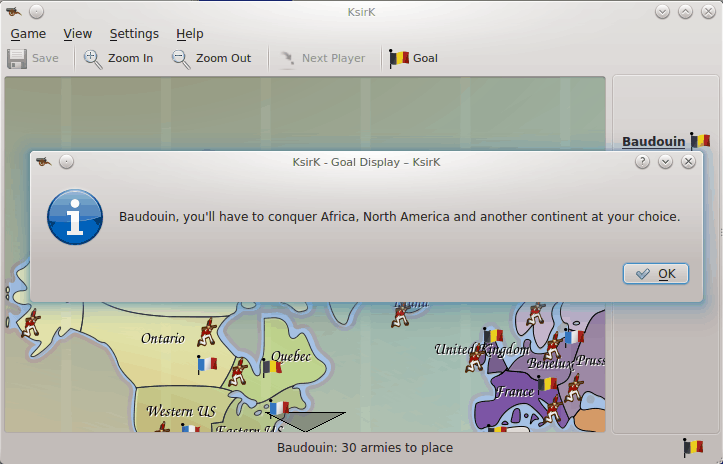 KsirK
Game View Settings Help
Save Zoom In Zoom Out Next Player Goal
Baudouin
KsirK - Goal Display – KsirK
Baudouin, you'll have to conquer Africa, North America and another continent at your choice.
OK
Ontario
Quebec
United Kingdom
Benelux
Pruss
Western US
France
Eastern US
Baudouin: 30 armies to place